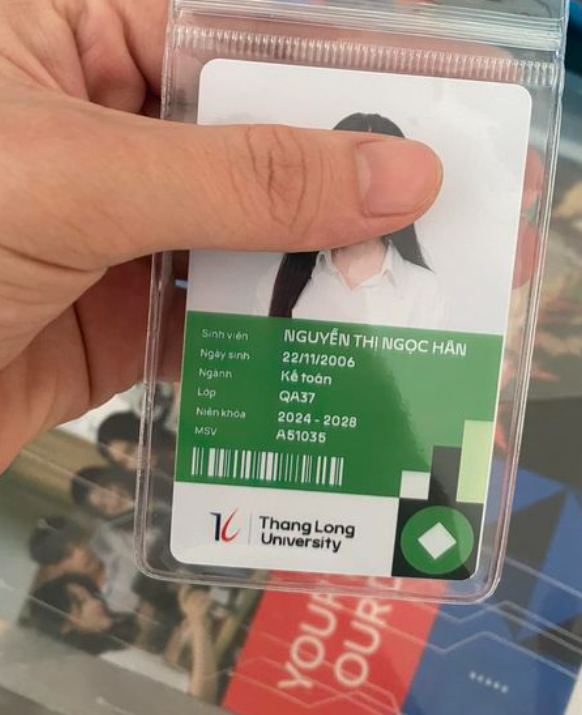 Sinh viên NGUYỄN THỊ NGỌC HÂN
Ngày sinh 22/11/2006
Ngành Kế toán
Lớp QA37
Niên khóa 2024 - 2028
MSV A51035
Thang Long
University
YOUR
OUR